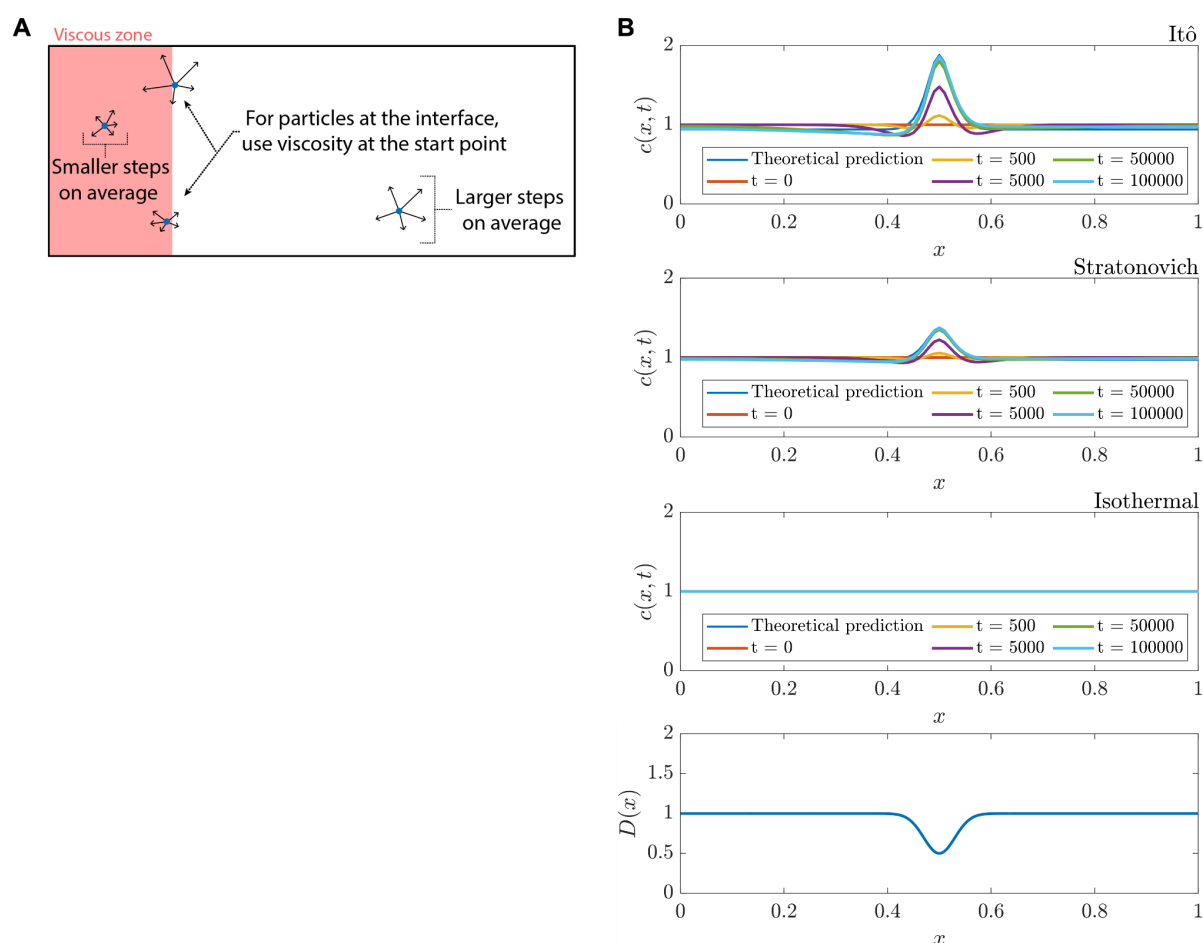 A
Viscous zone
For particles at the interface,
use viscosity at the start point
Smaller steps
on average
Larger steps
on average
B
Itô
2
1
0
c(x, t)
Theoretical prediction
t = 0
t = 500
t = 5000
t = 50000
t = 100000
0 0.2 0.4 0.6 0.8 1
x
Stratonovich
2
1
0
c(x, t)
Theoretical prediction
t = 0
t = 500
t = 5000
t = 50000
t = 100000
0 0.2 0.4 0.6 0.8 1
x
Isothermal
2
1
0
c(x, t)
Theoretical prediction
t = 0
t = 500
t = 5000
t = 50000
t = 100000
0 0.2 0.4 0.6 0.8 1
x
2
1.5
1
0.5
0
D(x)
0 0.2 0.4 0.6 0.8 1
x